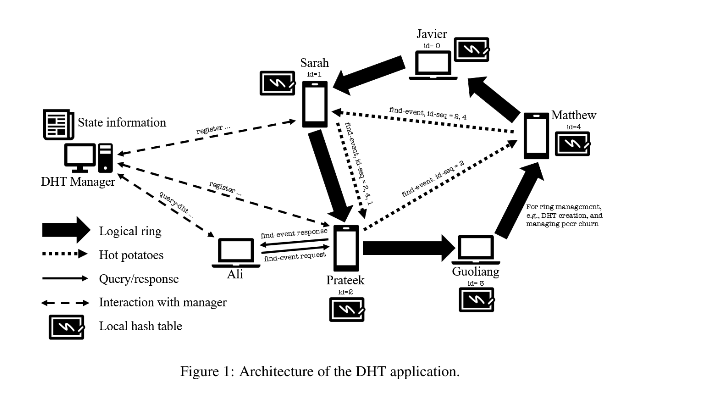 Javier
id= 0
Sarah
id=1
Matthew
id=4
State information
DHT Manager
register ...
register ...
query-dht ...
find-event, id-seq = 2, 4
find-event, id-seq = 2, 4, 1
find-event, id-seq = 2
For ring management,
e.g., DHT creation, and
managing peer churn
find-event response
find-event request
Ali
Prateek
id=2
Guoliang
id= 3
Logical ring
Hot potatoes
Query/response
Interaction with manager
Local hash table
Figure 1: Architecture of the DHT application.